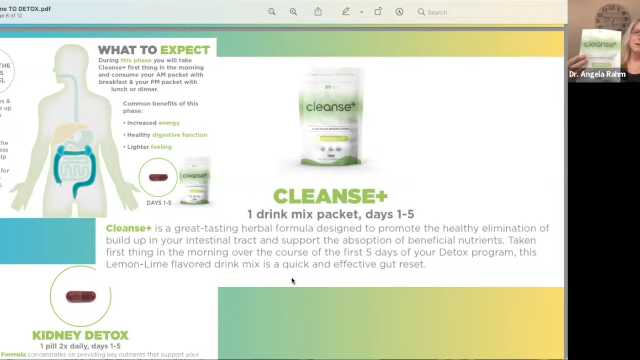 ne TO DETOX.pdf
e 8 of 12
Search
WHAT TO EXPECT
During this phase you will take
Cleanse+ first thing in the morning
and consume your AM packet with
breakfast & your PM packet with
lunch or dinner.
Common benefits of this
phase:
• Increased energy
• Healthy digestive function
• Lighter feeling
cleanse+
DAYS 1-5
cleanse+
CLEANSE+
1 drink mix packet, days 1-5
Cleanse+ is a great-tasting herbal formula designed to promote the healthy elimination of
build up in your intestinal tract and support the absoption of beneficial nutrients. Taken
first thing in the morning over the course of the first 5 days of your Detox program, this
Lemon-Lime flavored drink mix is a quick and effective gut reset.
KIDNEY DETOX
1 pill 2x daily, days 1-5
Formula concentrates on providing key nutrients that support your
cleanse+
Dr. Angela Rahm